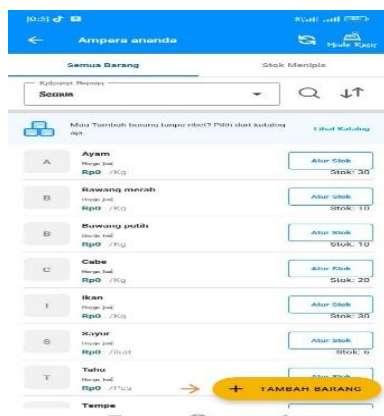 Ampera ananda
Mode Kasir
Semua Barang
Stok Menipis
Semua
Mau Tambah barang tanpa ribet? Pilih dari katalog
aja.
Lihat Katalog
A
Ayam
Harga Jual
Rp0 /Kg
Atur Stok
Stok: 30
B
Bawang merah
Harga Jual
Rp0 /Kg
Atur Stok
Stok: 10
B
Bawang putih
Harga Jual
Rp0 /Kg
Atur Stok
Stok: 10
C
Cabe
Harga Jual
Rp0 /Kg
Atur Stok
Stok: 20
I
Ikan
Harga Jual
Rp0 /Kg
Atur Stok
Stok: 30
S
Sayur
Harga Jual
Rp0 /Ikat
Atur Stok
Stok: 6
T
Tahu
Harga Jual
Rp0 /Pcs
Atur Stok
+ TAMBAH BARANG
Tempe